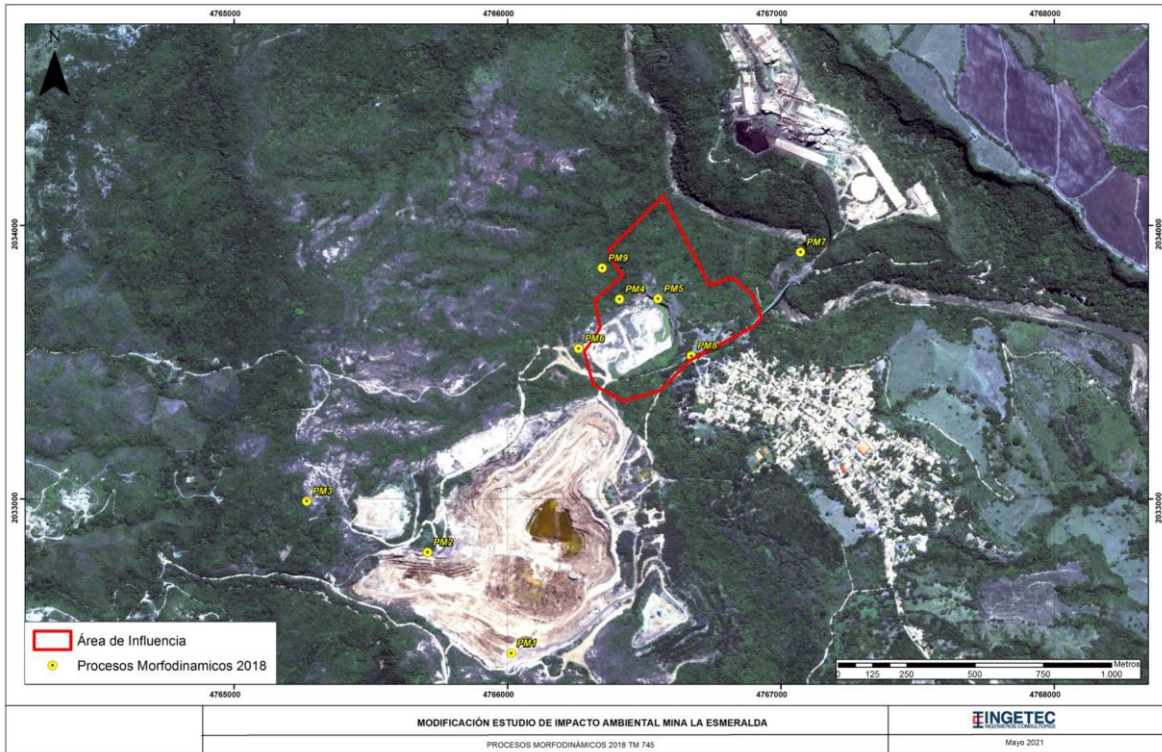 4765000 4766000 4767000 4768000
N
2034000 2034000
PM7
PM9
PM4 PM5
PM6
PM8
2033000 2033000
PM3
PM2
PM1
Área de Influencia
Procesos Morfodinamicos 2018
Metros
0 125 250 500 750 1.000
4765000 4766000 4767000 4768000
MODIFICACIÓN ESTUDIO DE IMPACTO AMBIENTAL MINA LA ESMERALDA
PROCESOS MORFODINÁMICOS 2018 TM 745
INGETEC
INGENIEROS CONSULTORES
Mayo 2021